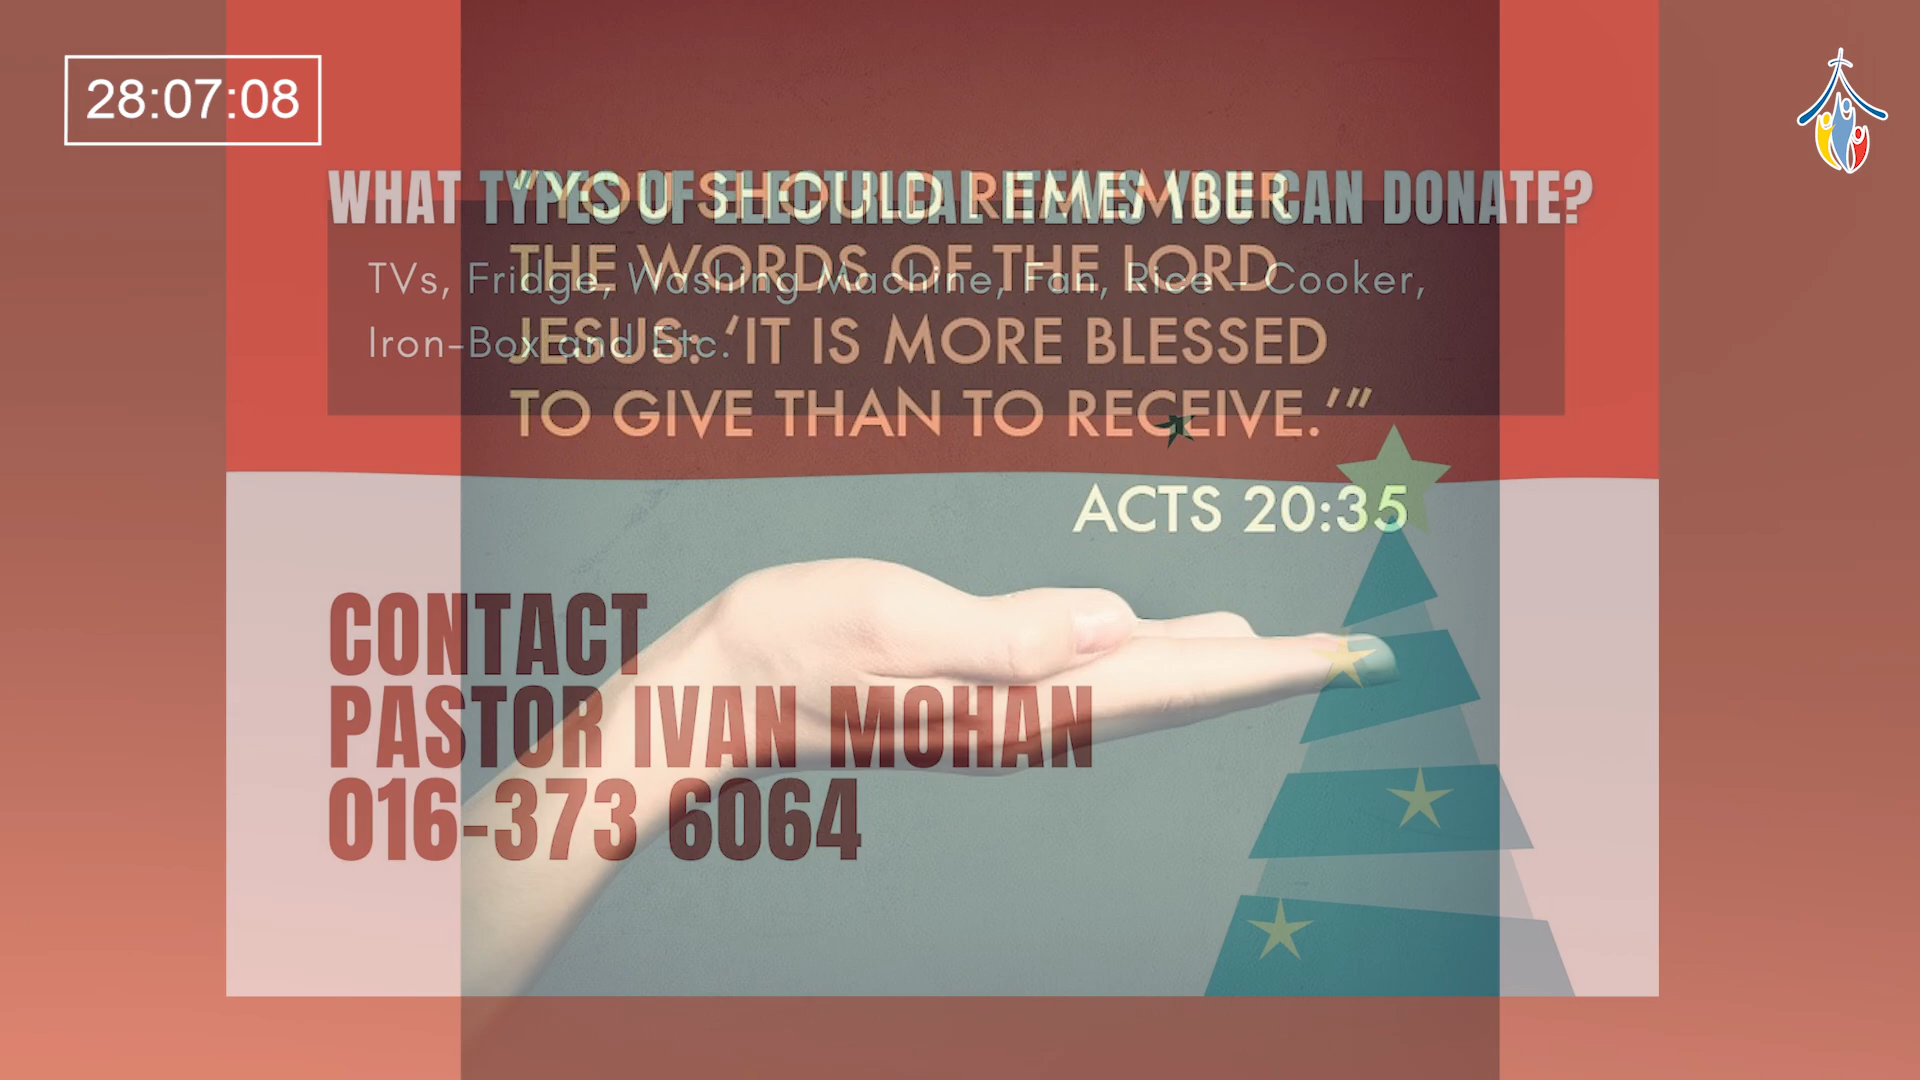 28:07:08
WHAT TYPES OF ELECTRICAL ITEMS YOU CAN DONATE?
TVs, Fridge, Washing Machine, Fan, Rice - Cooker,
Iron-Box and Etc.
"YOU SHOULD REMEMBER
THE WORDS OF THE LORD
JESUS: 'IT IS MORE BLESSED
TO GIVE THAN TO RECEIVE.'"
ACTS 20:35
CONTACT
PASTOR IVAN MOHAN
016-373 6064